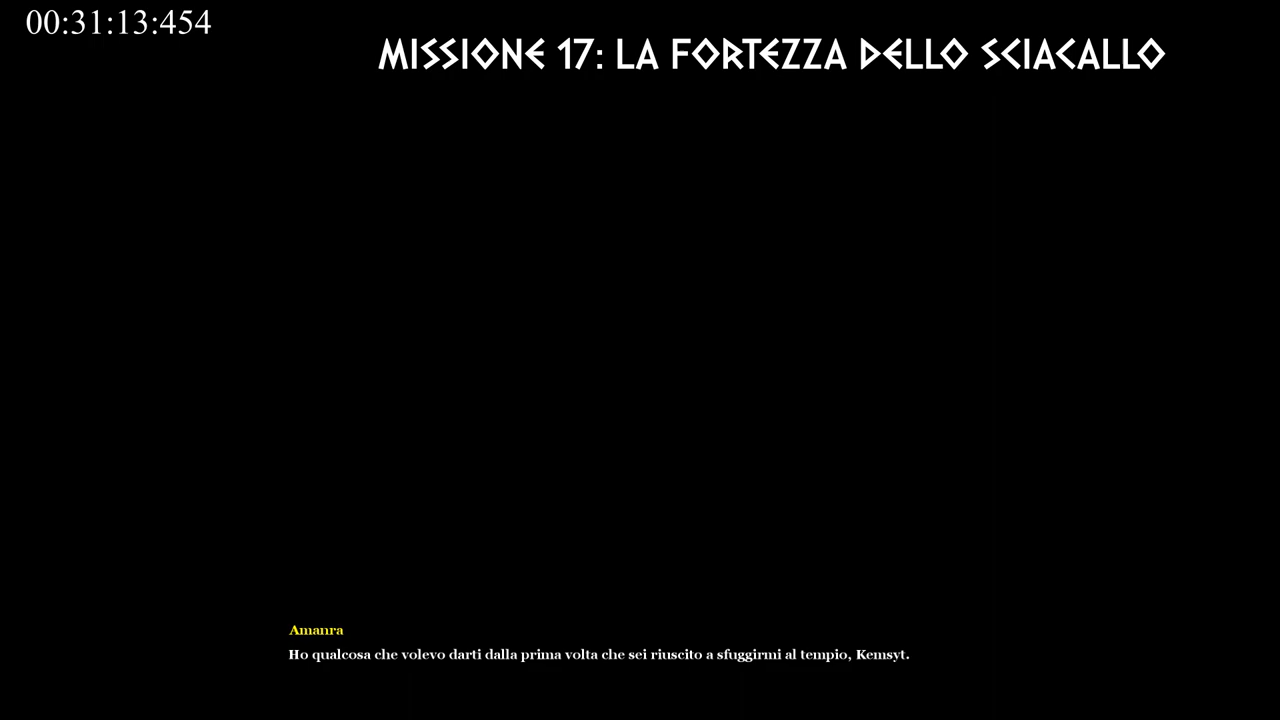 00:31:13:454
MISSIONE 17: LA FORTEZZA DELLO SCIACALLO
Amanra
Ho qualcosa che volevo darti dalla prima volta che sei riuscito a sfuggirmi al tempio, Kemsyt.